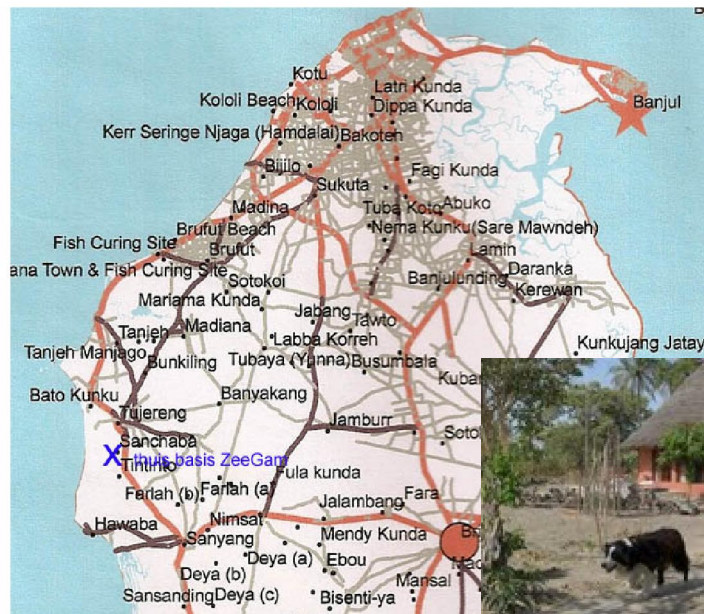 Kotu
Latri Kunda
Kololi Beach
Kololi
Dippa Kunda
Banjul
Kerr Seringe Njaga (Hamdalai)
Bakoteh
Bijilo
Fagi Kunda
Sukuta
Madina
Tuba Koto
Abuko
Brufut Beach
Nema Kunku (Sare Mawndeh)
Fish Curing Site
Brufut
Lamin
ana Town & Fish Curing Site
Sotokoi
Banjulunding
Daranka
Mariama Kunda
Kerewan
Jabang
Tanjeh
Madiana
Tawto
Labba Korreh
Tanjeh Manjago
Bunkiling
Tubaya (Yunna)
Busumbala
Kunkujang Jatay
Kubar
Bato Kunku
Banyakang
Tujereng
Jamburr
Sanchaba
Soto
X thuis basis ZeeGam
Tintinto
Fula kunda
Farlah (b)
Farlah (a)
Jalambang
Fara
Hawaba
Nimsat
Sanyang
Mendy Kunda
Deya (a)
Deya (b)
Ebou
Mansal
Sansanding
Deya (c)
Bisenti-ya